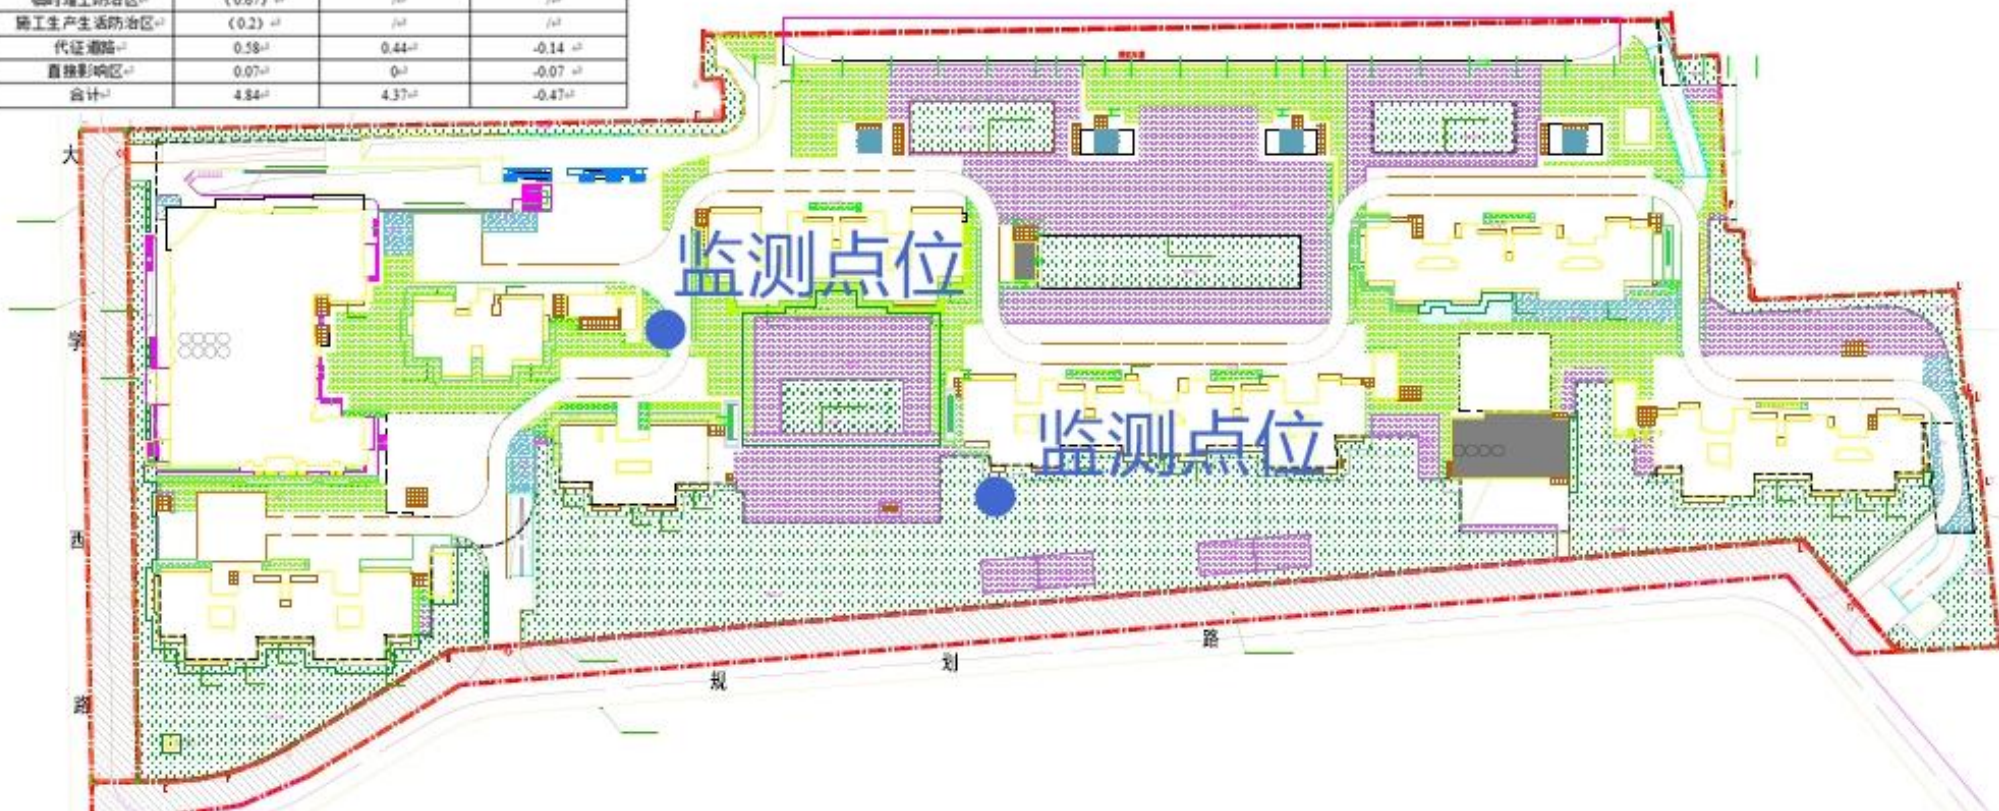 施工生产生活防治区 （0.2） / /
代征道路 0.58 0.44 -0.14
直接影响区 0.07 0 -0.07
合计 4.84 4.37 -0.47
大
学
西
路
监测点位
监测点位
规
划
路